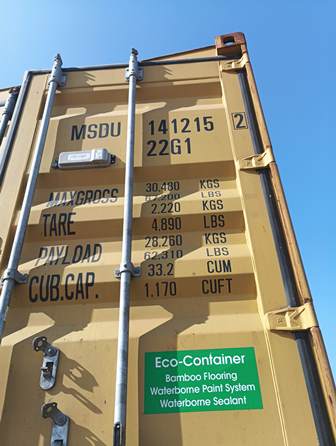 MSDU 141215 2
22G1
MAXGROSS 30.480 KGS
67.200 LBS
TARE 2.220 KGS
4.890 LBS
PAYLOAD 28.260 KGS
62.310 LBS
CUB.CAP. 33.2 CUM
1.170 CUFT
Eco-Container
Bamboo Flooring
Waterborne Paint System
Waterborne Sealant